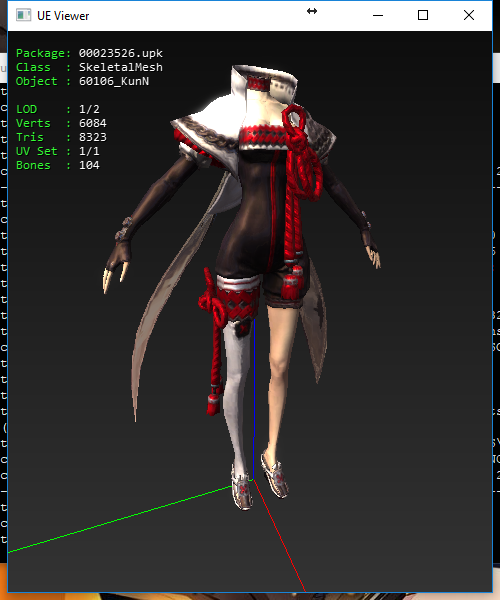 UE Viewer
Package: 00023526.upk
Class : SkeletalMesh
Object : 60106_KunN
LOD : 1/2
Verts : 6084
Tris : 8323
UV Set : 1/1
Bones : 104